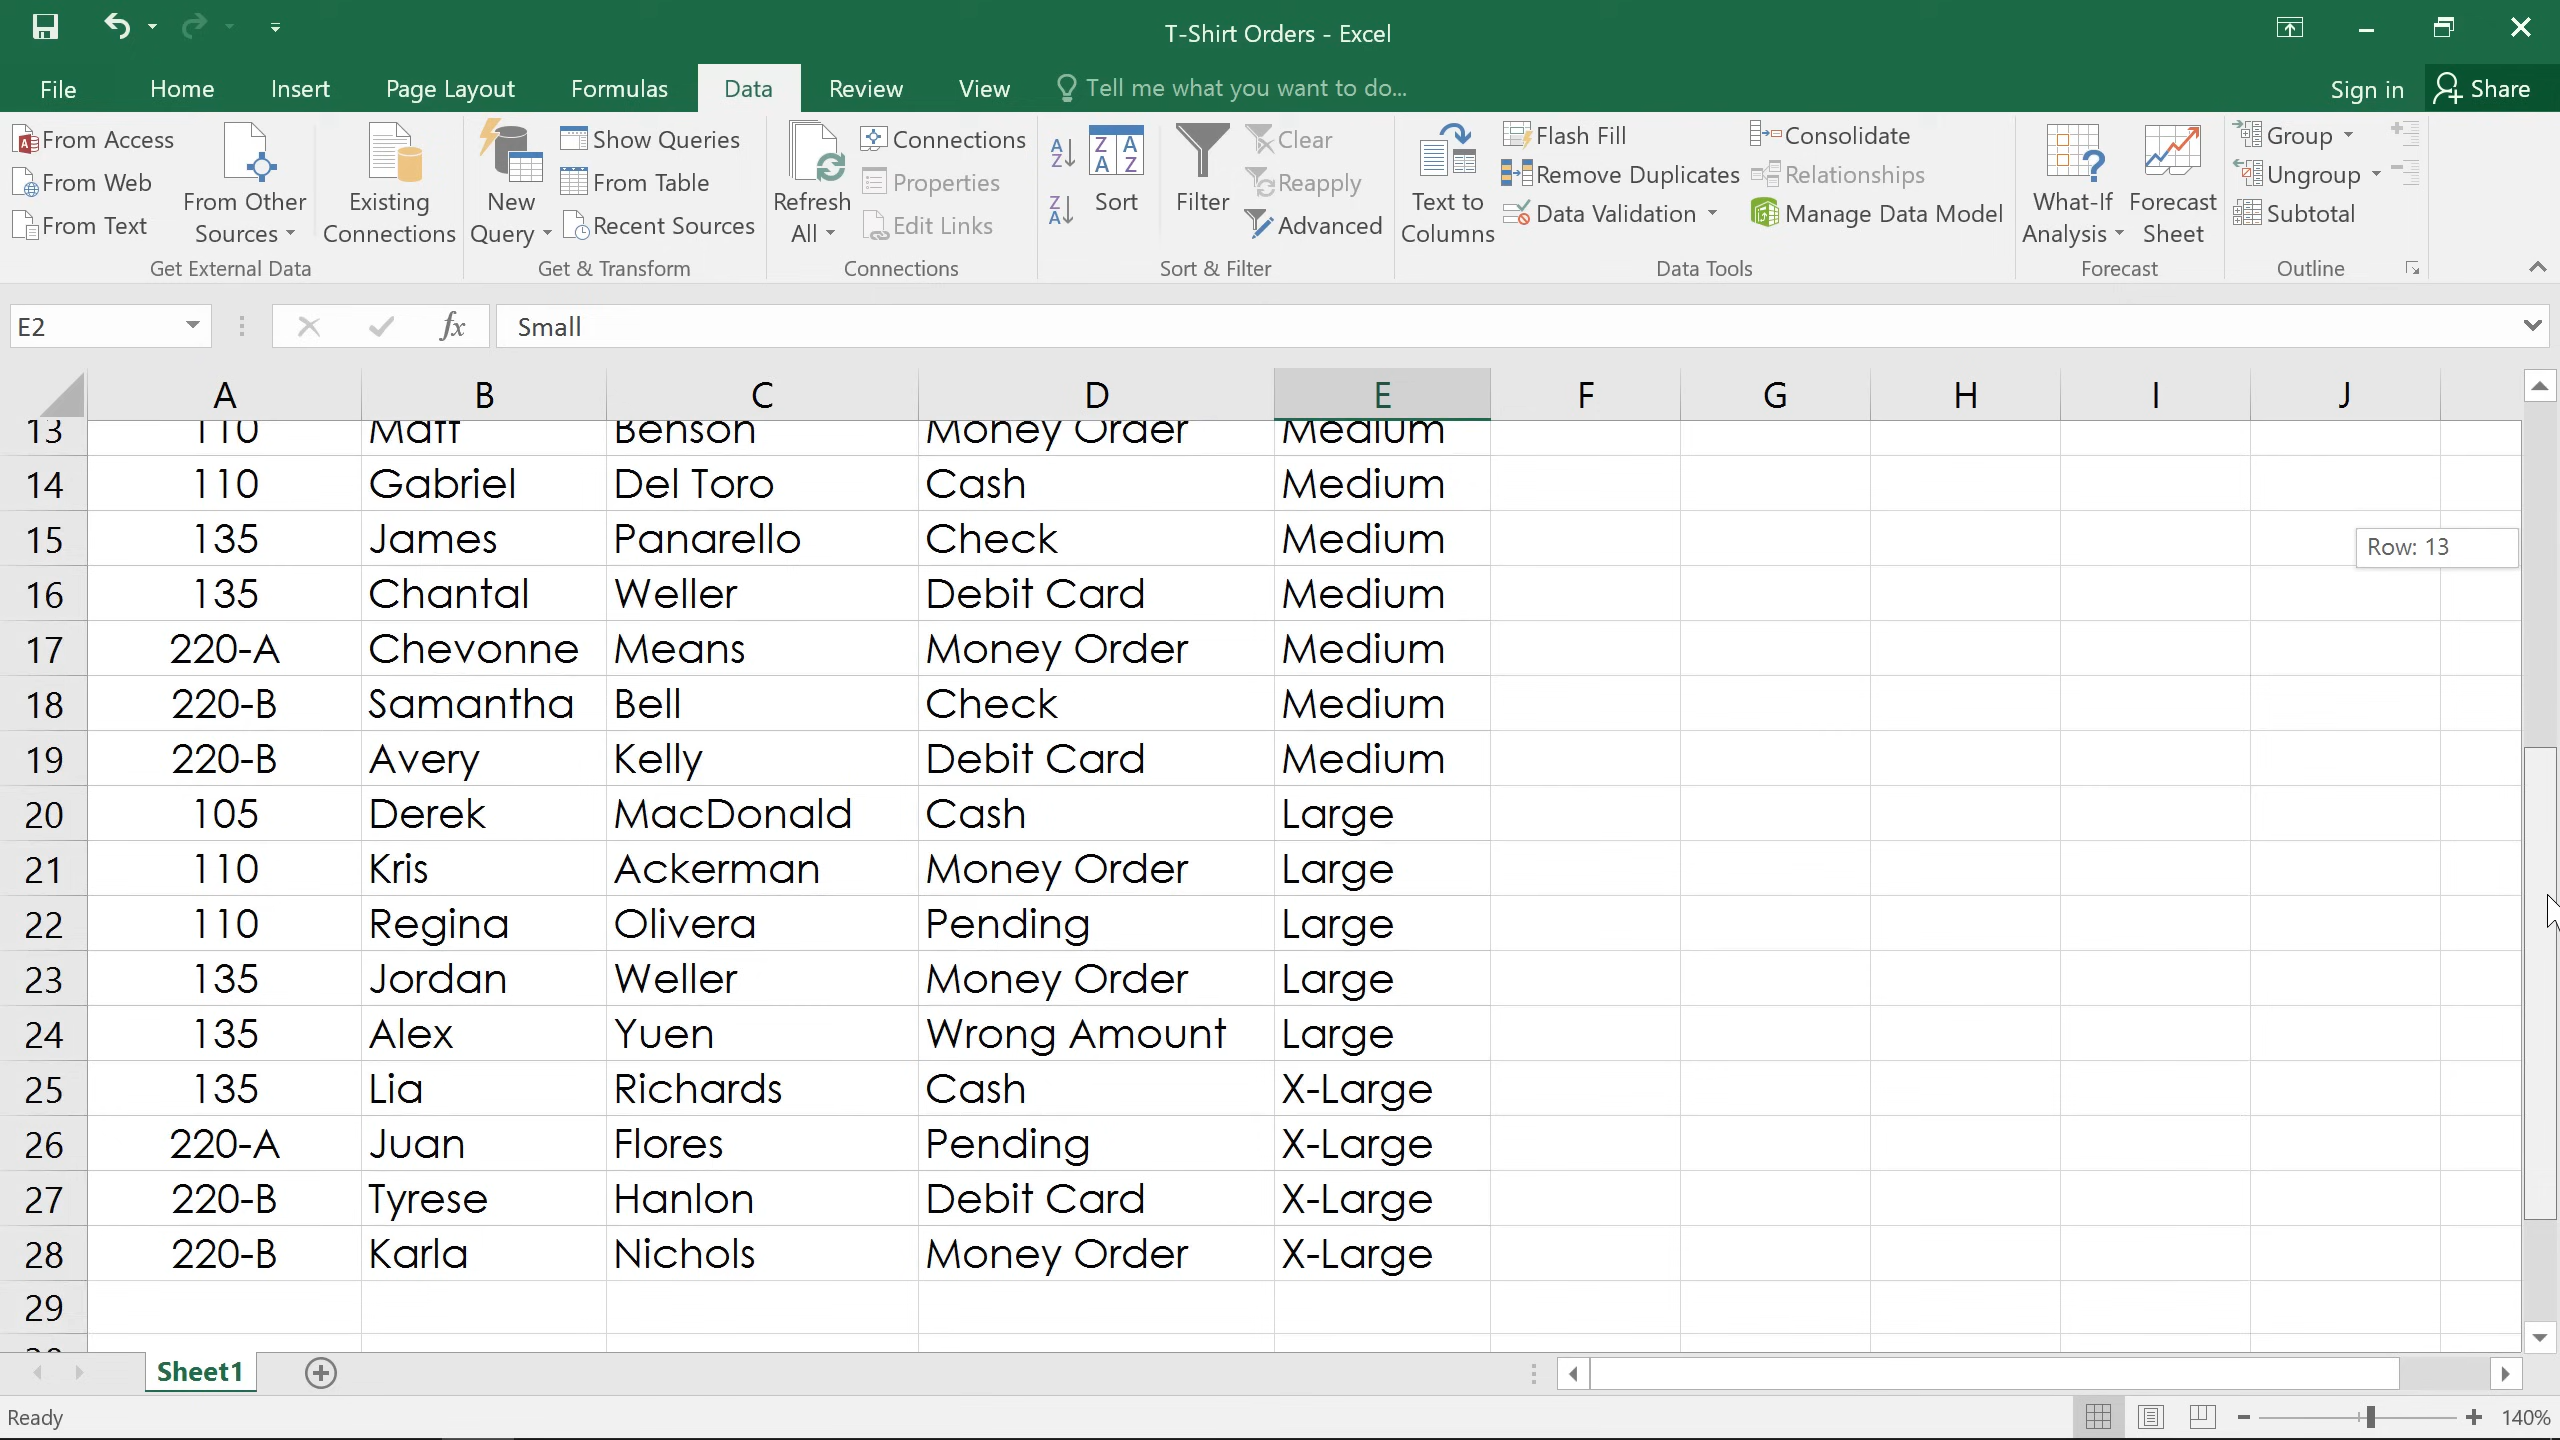 T-Shirt Orders - Excel
File Home Insert Page Layout Formulas Data Review View Tell me what you want to do... Sign in Share
From Access
From Web
From Text
From Other Sources
Existing Connections
Get External Data
New Query
Show Queries
From Table
Recent Sources
Get & Transform
Refresh All
Connections
Properties
Edit Links
Connections
Sort
Filter
Clear
Reapply
Advanced
Sort & Filter
Text to Columns
Flash Fill
Remove Duplicates
Data Validation
Consolidate
Relationships
Manage Data Model
Data Tools
What-If Analysis
Forecast Sheet
Forecast
Group
Ungroup
Subtotal
Outline
E2 fx Small
A B C D E F G H I J
13 110 Matt Benson Money Order Medium
14 110 Gabriel Del Toro Cash Medium
15 135 James Panarello Check Medium
Row: 13
16 135 Chantal Weller Debit Card Medium
17 220-A Chevonne Means Money Order Medium
18 220-B Samantha Bell Check Medium
19 220-B Avery Kelly Debit Card Medium
20 105 Derek MacDonald Cash Large
21 110 Kris Ackerman Money Order Large
22 110 Regina Olivera Pending Large
23 135 Jordan Weller Money Order Large
24 135 Alex Yuen Wrong Amount Large
25 135 Lia Richards Cash X-Large
26 220-A Juan Flores Pending X-Large
27 220-B Tyrese Hanlon Debit Card X-Large
28 220-B Karla Nichols Money Order X-Large
29
Sheet1
Ready 140%